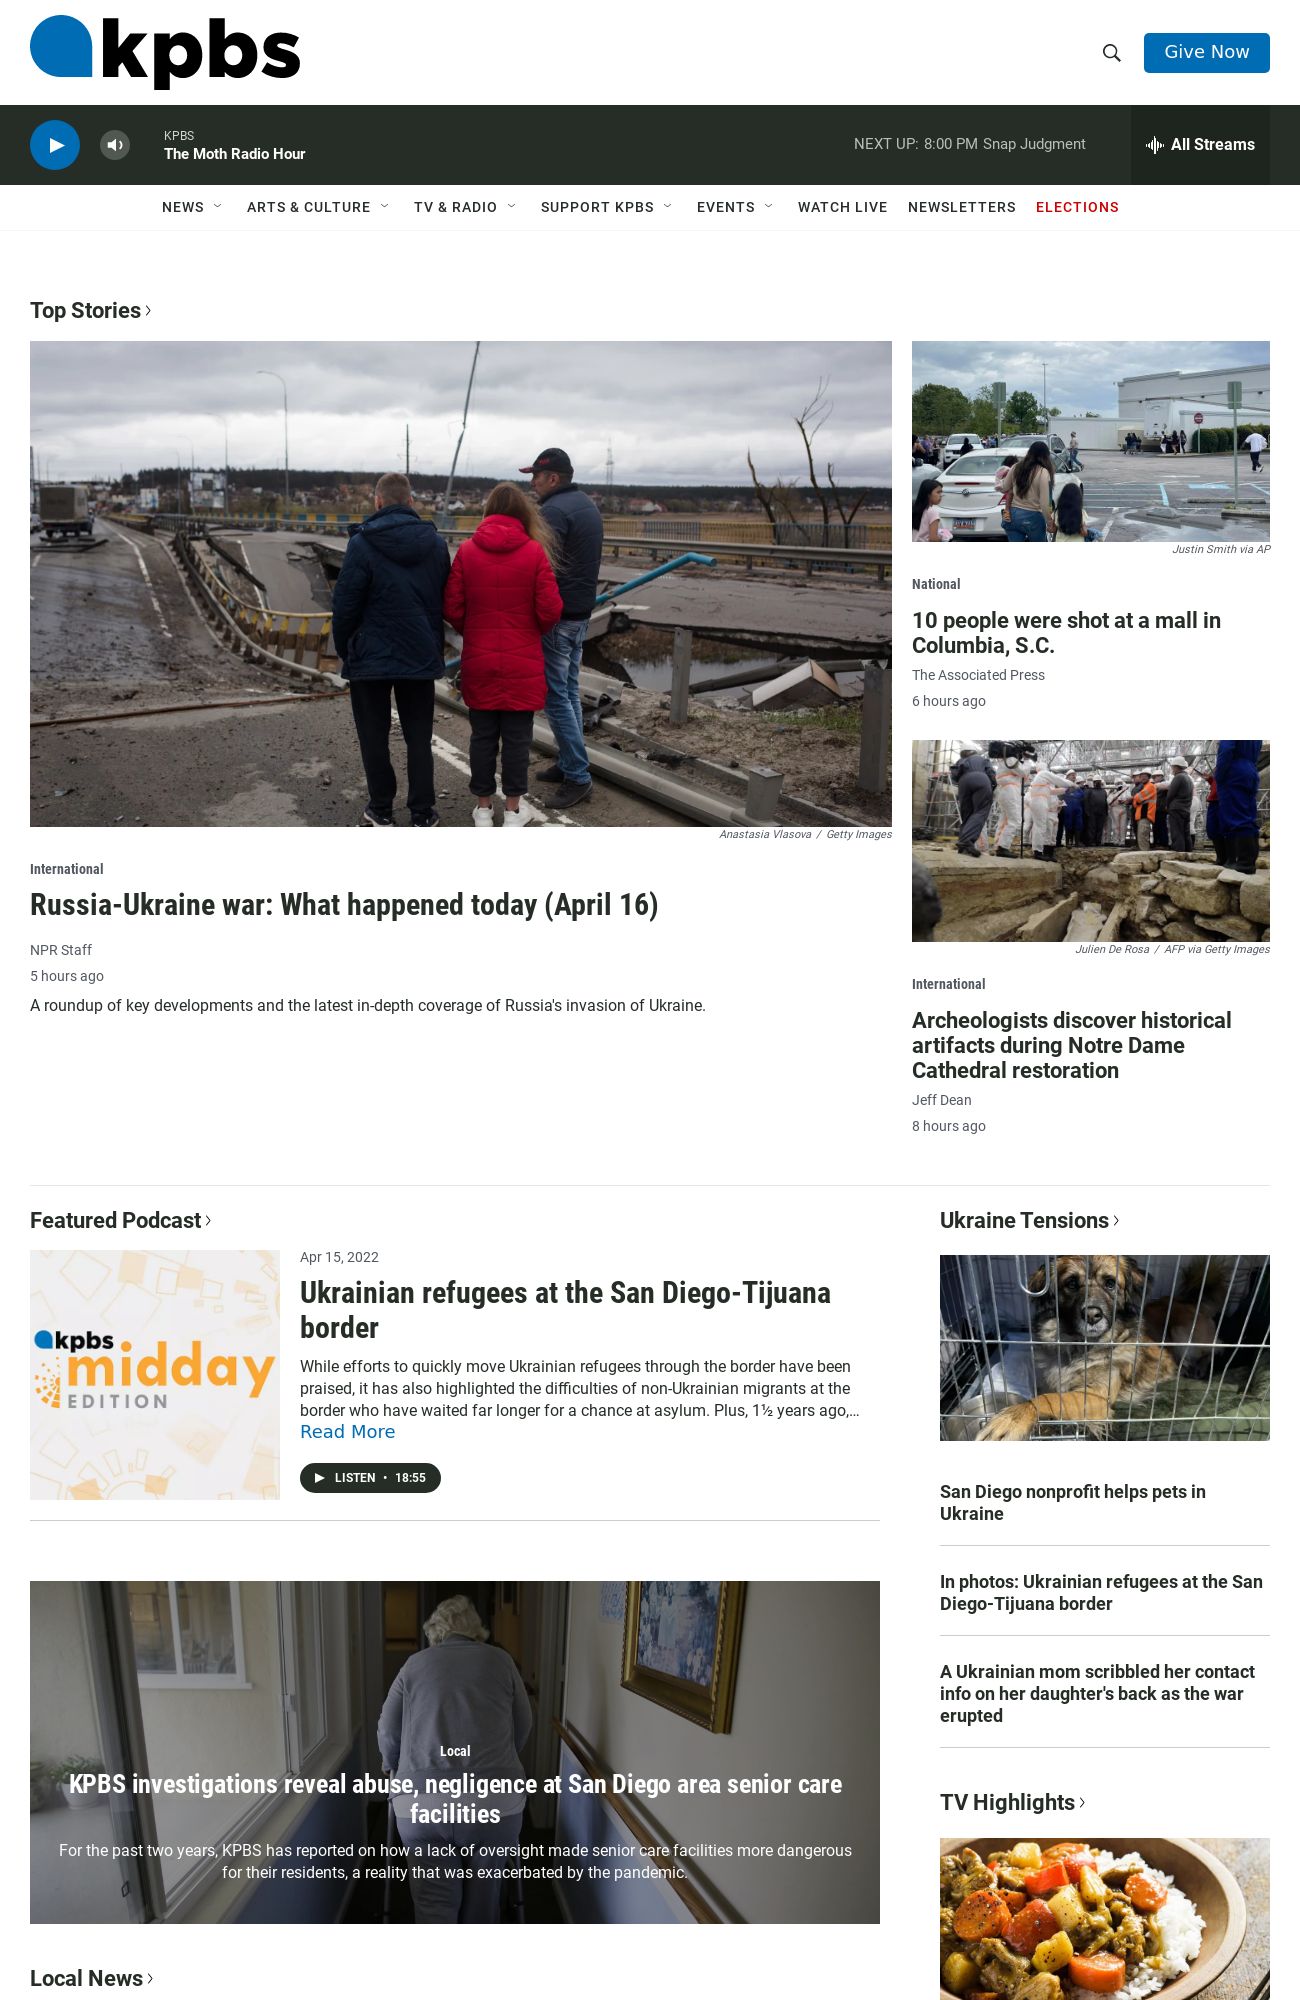 kpbs
Give Now
KPBS
The Moth Radio Hour
NEXT UP: 8:00 PM Snap Judgment
All Streams
NEWS
ARTS & CULTURE
TV & RADIO
SUPPORT KPBS
EVENTS
WATCH LIVE
NEWSLETTERS
ELECTIONS
Top Stories
Anastasia Vlasova / Getty Images
International
Russia-Ukraine war: What happened today (April 16)
NPR Staff
5 hours ago
A roundup of key developments and the latest in-depth coverage of Russia's invasion of Ukraine.
Justin Smith via AP
National
10 people were shot at a mall in
Columbia, S.C.
The Associated Press
6 hours ago
Julien De Rosa / AFP via Getty Images
International
Archeologists discover historical
artifacts during Notre Dame
Cathedral restoration
Jeff Dean
8 hours ago
Featured Podcast
kpbs
midday
EDITION
Apr 15, 2022
Ukrainian refugees at the San Diego-Tijuana
border
While efforts to quickly move Ukrainian refugees through the border have been
praised, it has also highlighted the difficulties of non-Ukrainian migrants at the
border who have waited far longer for a chance at asylum. Plus, 1½ years ago,…
Read More
LISTEN • 18:55
Local
KPBS investigations reveal abuse, negligence at San Diego area senior care
facilities
For the past two years, KPBS has reported on how a lack of oversight made senior care facilities more dangerous
for their residents, a reality that was exacerbated by the pandemic.
Local News
Ukraine Tensions
San Diego nonprofit helps pets in
Ukraine
In photos: Ukrainian refugees at the San
Diego-Tijuana border
A Ukrainian mom scribbled her contact
info on her daughter's back as the war
erupted
TV Highlights